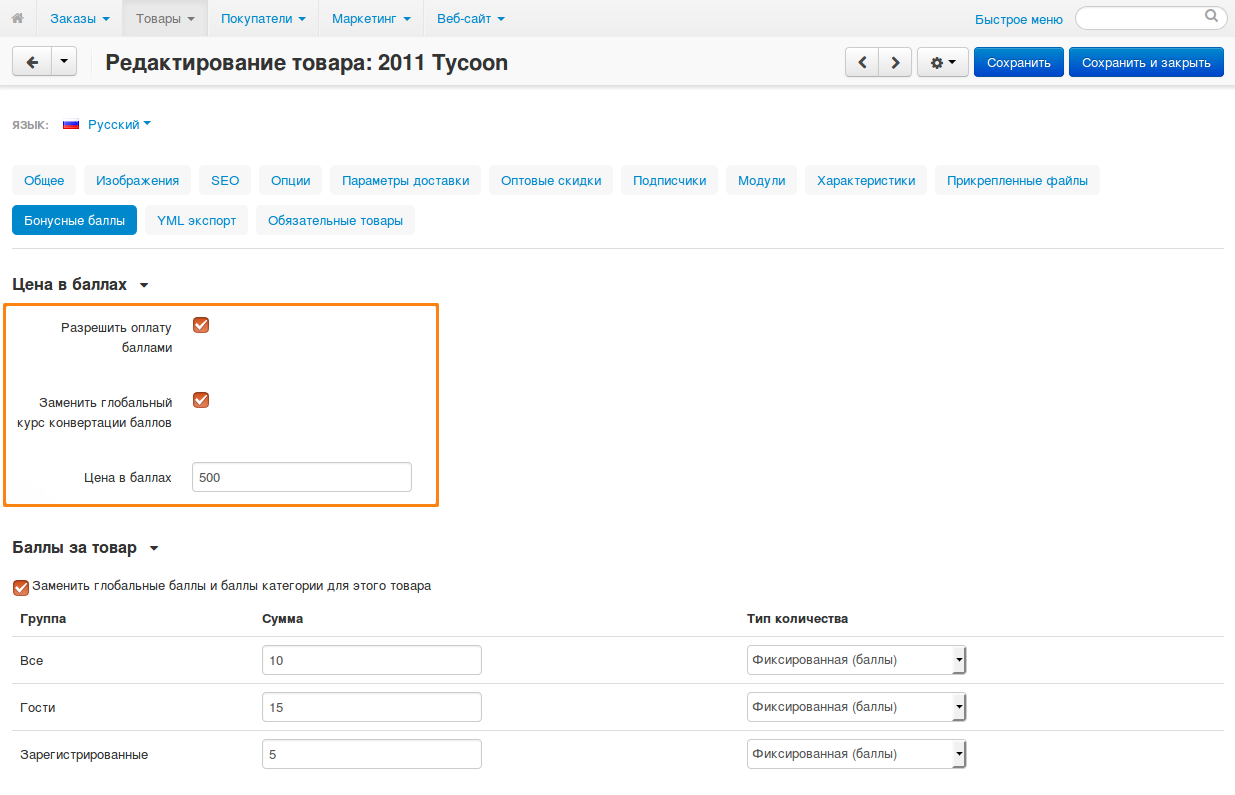 Заказы Товары Покупатели Маркетинг Веб-сайт Быстрое меню
Редактирование товара: 2011 Tycoon Сохранить Сохранить и закрыть
ЯЗЫК: Русский
Общее Изображения SEO Опции Параметры доставки Оптовые скидки Подписчики Модули Характеристики Прикрепленные файлы
Бонусные баллы YML экспорт Обязательные товары
Цена в баллах
Разрешить оплату
баллами
Заменить глобальный
курс конвертации баллов
Цена в баллах 500
Баллы за товар
Заменить глобальные баллы и баллы категории для этого товара
Группа Сумма Тип количества
Все 10 Фиксированная (баллы)
Гости 15 Фиксированная (баллы)
Зарегистрированные 5 Фиксированная (баллы)